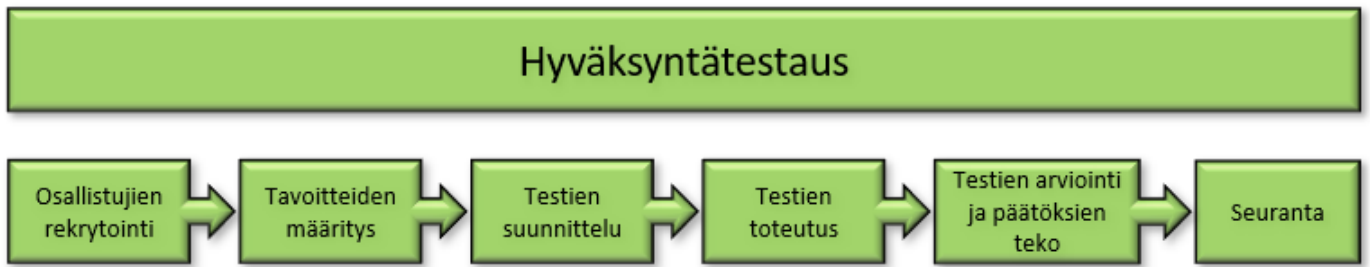 Hyväksyntätestaus
Osallistujien
rekrytointi
Tavoitteiden
määritys
Testien
suunnittelu
Testien
toteutus
Testien arviointi
ja päätöksien
teko
Seuranta